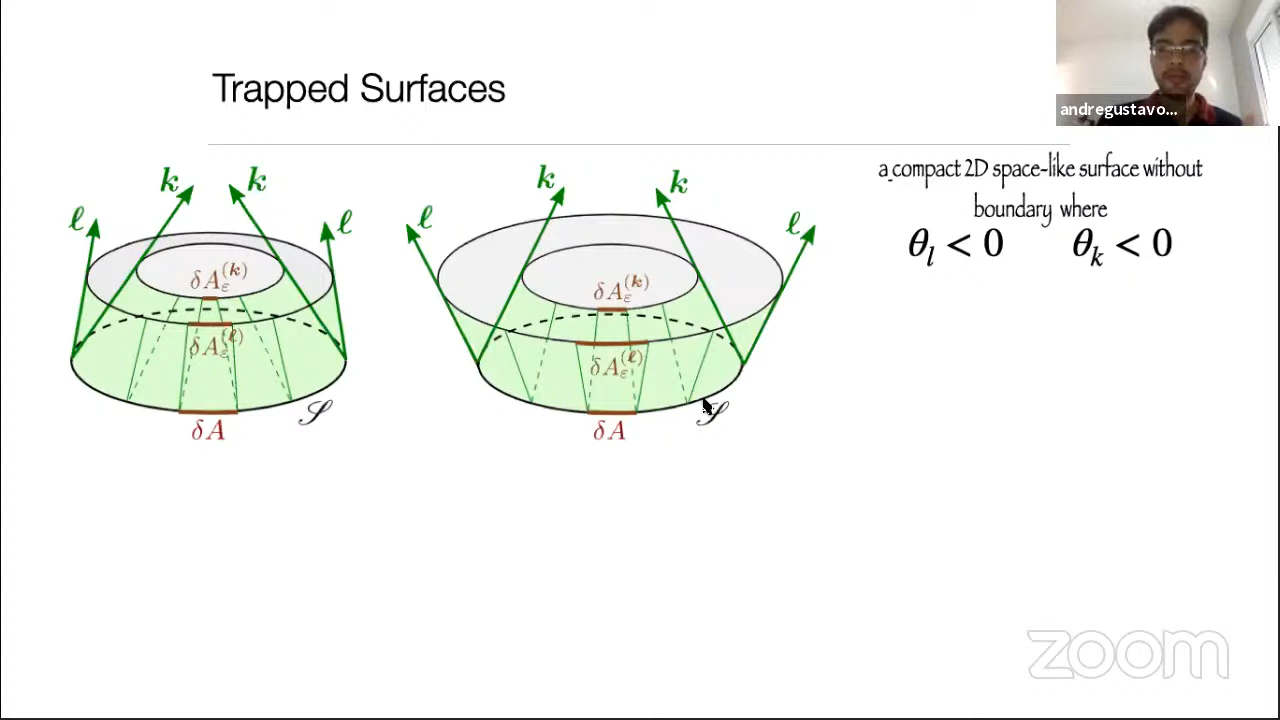 Trapped Surfaces
andregustavo...
a compact 2D space-like surface without
boundary where
θ_l < 0 θ_k < 0
k k
ℓ ℓ
δA_ε^(k)
δA_ε^(ℓ)
δA
𝒮
k k
ℓ ℓ
δA_ε^(k)
δA_ε^(ℓ)
δA
𝒮
zoom